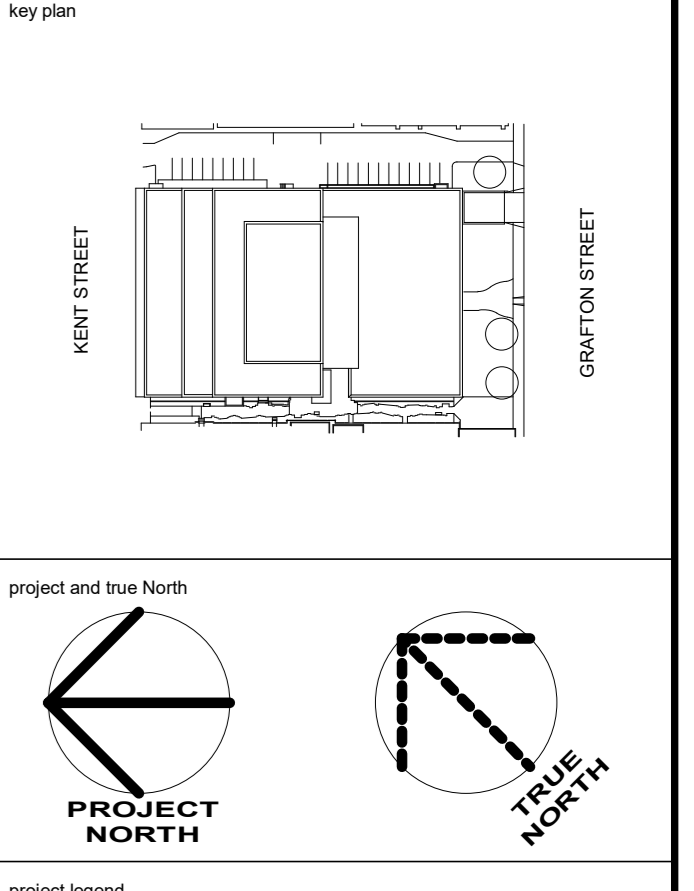 key plan
KENT STREET
GRAFTON STREET
project and true North
PROJECT
NORTH
TRUE
NORTH
project legend